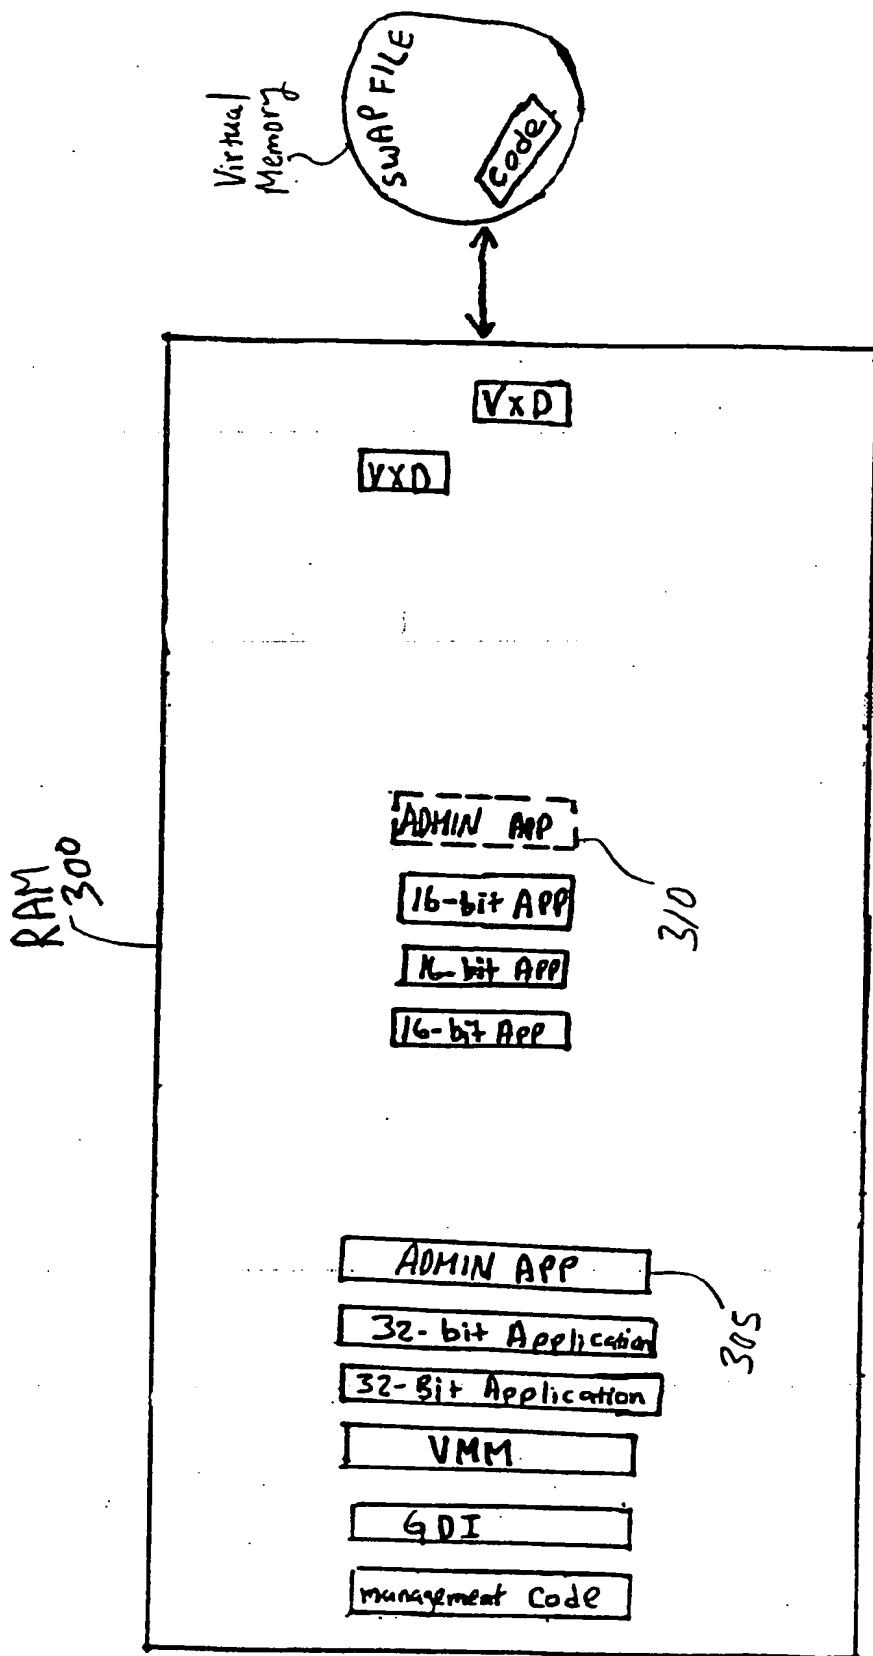 Virtual
Memory
SWAP FILE
Code
RAM
300
VxD
VXD
ADMIN APP
310
16-bit APP
16-bit APP
16-bit App
ADMIN APP
305
32-bit Application
32-Bit Application
VMM
GDI
management Code